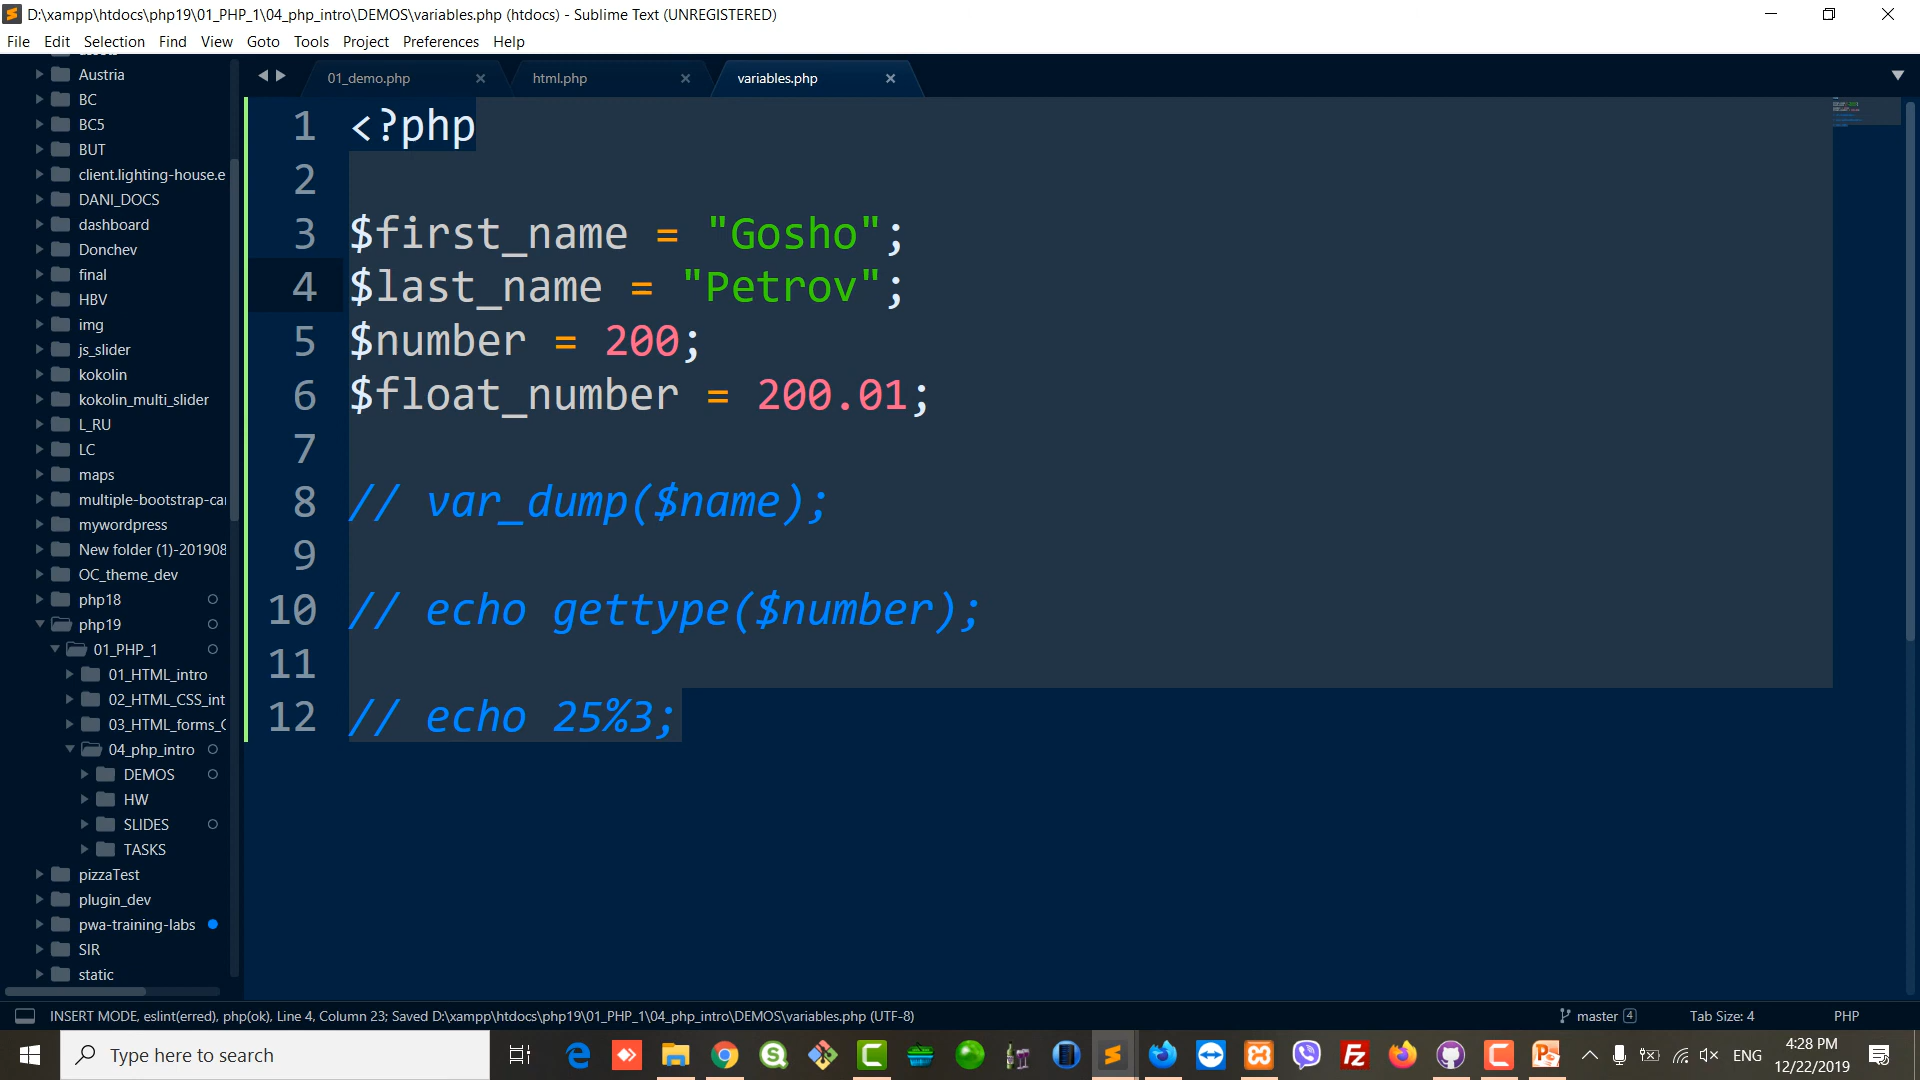 D:\xampp\htdocs\php19\01_PHP_1\04_php_intro\DEMOS\variables.php (htdocs) - Sublime Text (UNREGISTERED)
File Edit Selection Find View Goto Tools Project Preferences Help
Austria
BC
BC5
BUT
client.lighting-house.e
DANI_DOCS
dashboard
Donchev
final
HBV
img
js_slider
kokolin
kokolin_multi_slider
L_RU
LC
maps
multiple-bootstrap-car
mywordpress
New folder (1)-201908
OC_theme_dev
php18
php19
01_PHP_1
01_HTML_intro
02_HTML_CSS_int
03_HTML_forms_C
04_php_intro
DEMOS
HW
SLIDES
TASKS
pizzaTest
plugin_dev
pwa-training-labs
SIR
static
01_demo.php html.php variables.php
1 <?php
2
3 $first_name = "Gosho";
4 $last_name = "Petrov";
5 $number = 200;
6 $float_number = 200.01;
7
8 // var_dump($name);
9
10 // echo gettype($number);
11
12 // echo 25%3;
INSERT MODE, eslint(erred), php(ok), Line 4, Column 23; Saved D:\xampp\htdocs\php19\01_PHP_1\04_php_intro\DEMOS\variables.php (UTF-8) master 4 Tab Size: 4 PHP
Type here to search
ENG
4:28 PM
12/22/2019